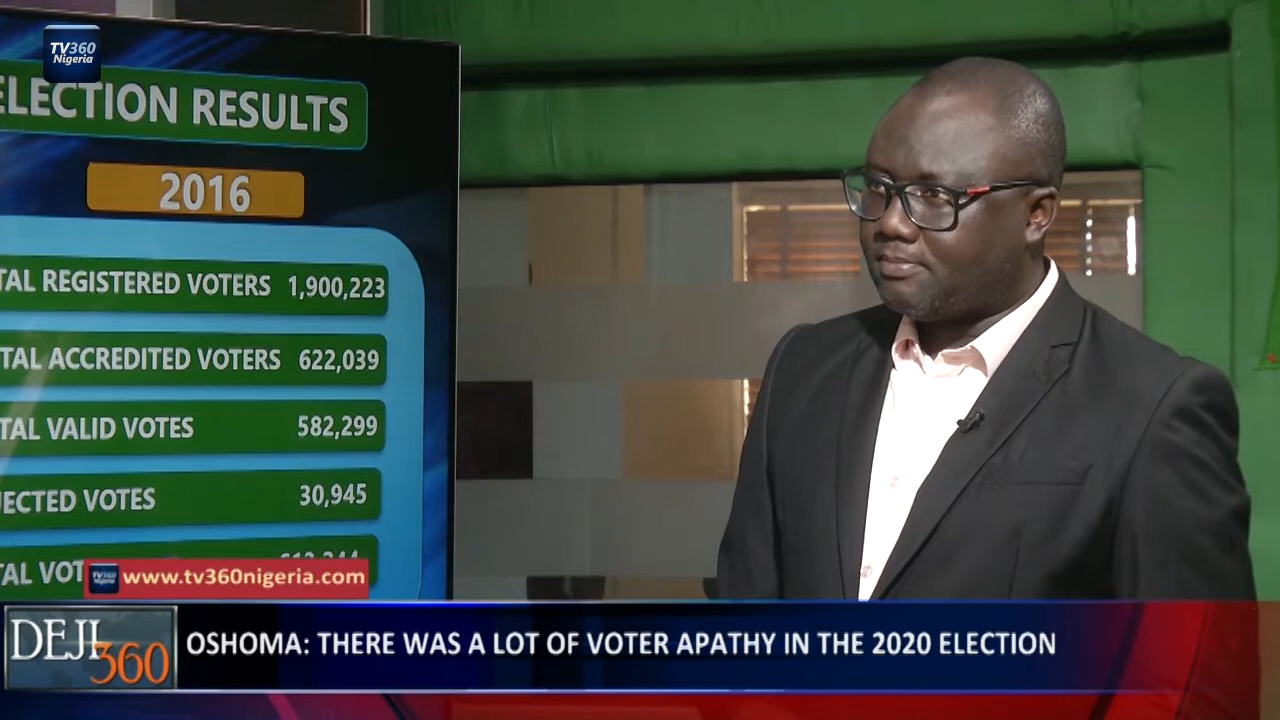 TV360
Nigeria
ELECTION RESULTS
2016
TAL REGISTERED VOTERS 1,900,223
TAL ACCREDITED VOTERS 622,039
TAL VALID VOTES 582,299
JECTED VOTES 30,945
TAL VOT
www.tv360nigeria.com
DEJI
360
OSHOMA: THERE WAS A LOT OF VOTER APATHY IN THE 2020 ELECTION